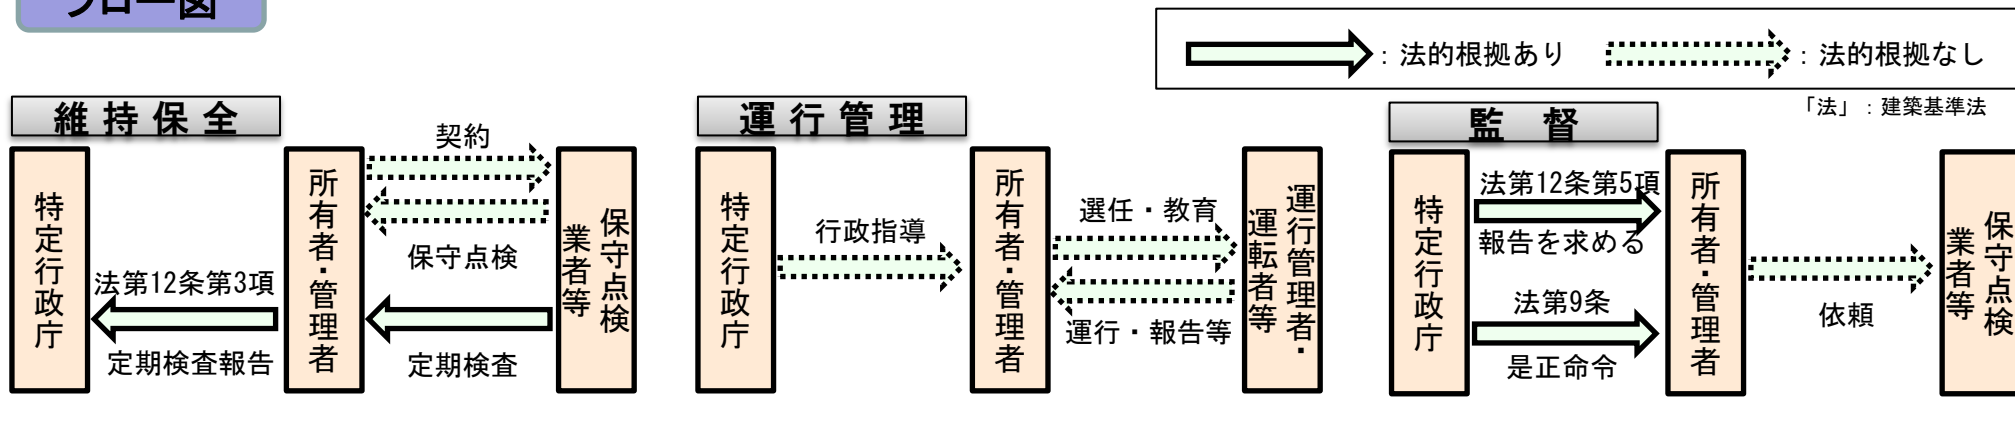 フロー図
：法的根拠あり
：法的根拠なし
「法」：建築基準法
維持保全
特定行政庁
法第12条第3項
定期検査報告
所有者・管理者
契約
保守点検
定期検査
保守点検
業者等
運行管理
特定行政庁
行政指導
所有者・管理者
選任・教育
運行・報告等
運行管理者・
運転者等
監督
特定行政庁
法第12条第5項
報告を求める
法第9条
是正命令
所有者・管理者
依頼
保守点検
業者等